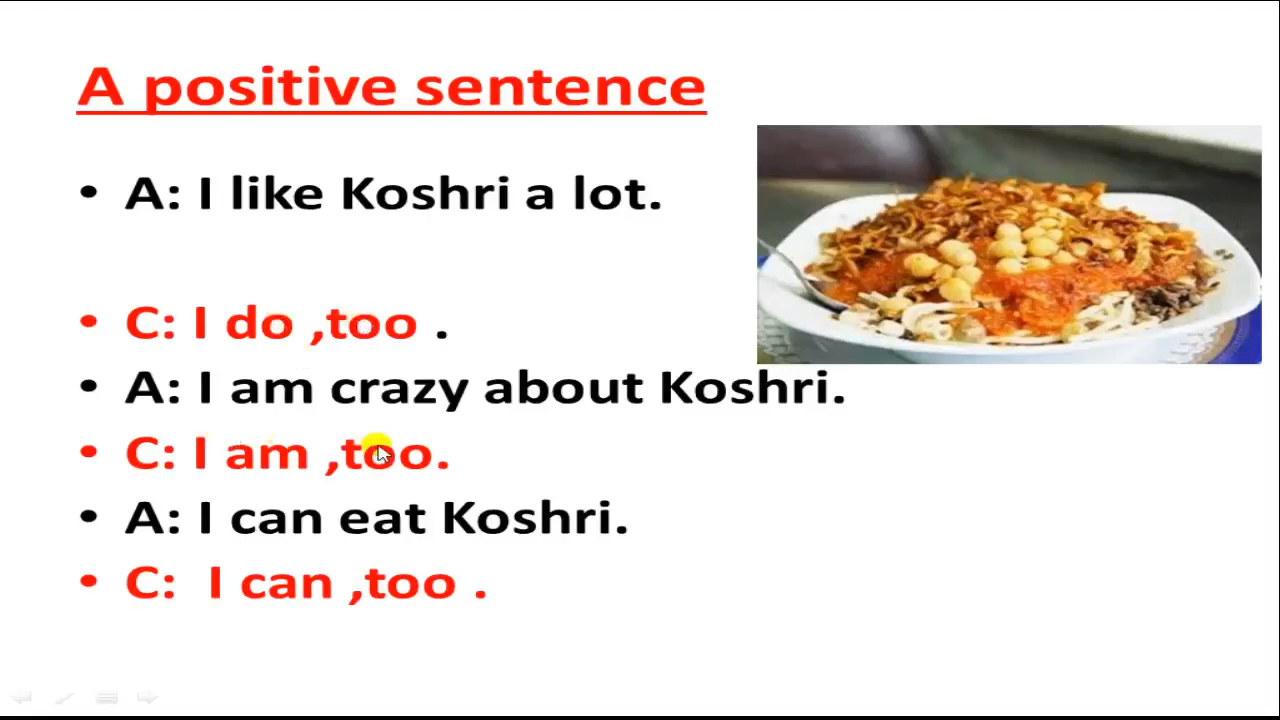 A positive sentence
• A: I like Koshri a lot.
• C: I do ,too .
• A: I am crazy about Koshri.
• C: I am ,too.
• A: I can eat Koshri.
• C: I can ,too .